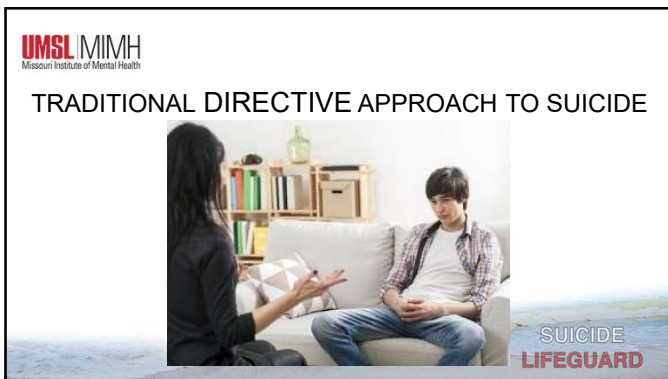 UMSL | MIMH
Missouri Institute of Mental Health
TRADITIONAL DIRECTIVE APPROACH TO SUICIDE
SUICIDE
LIFEGUARD